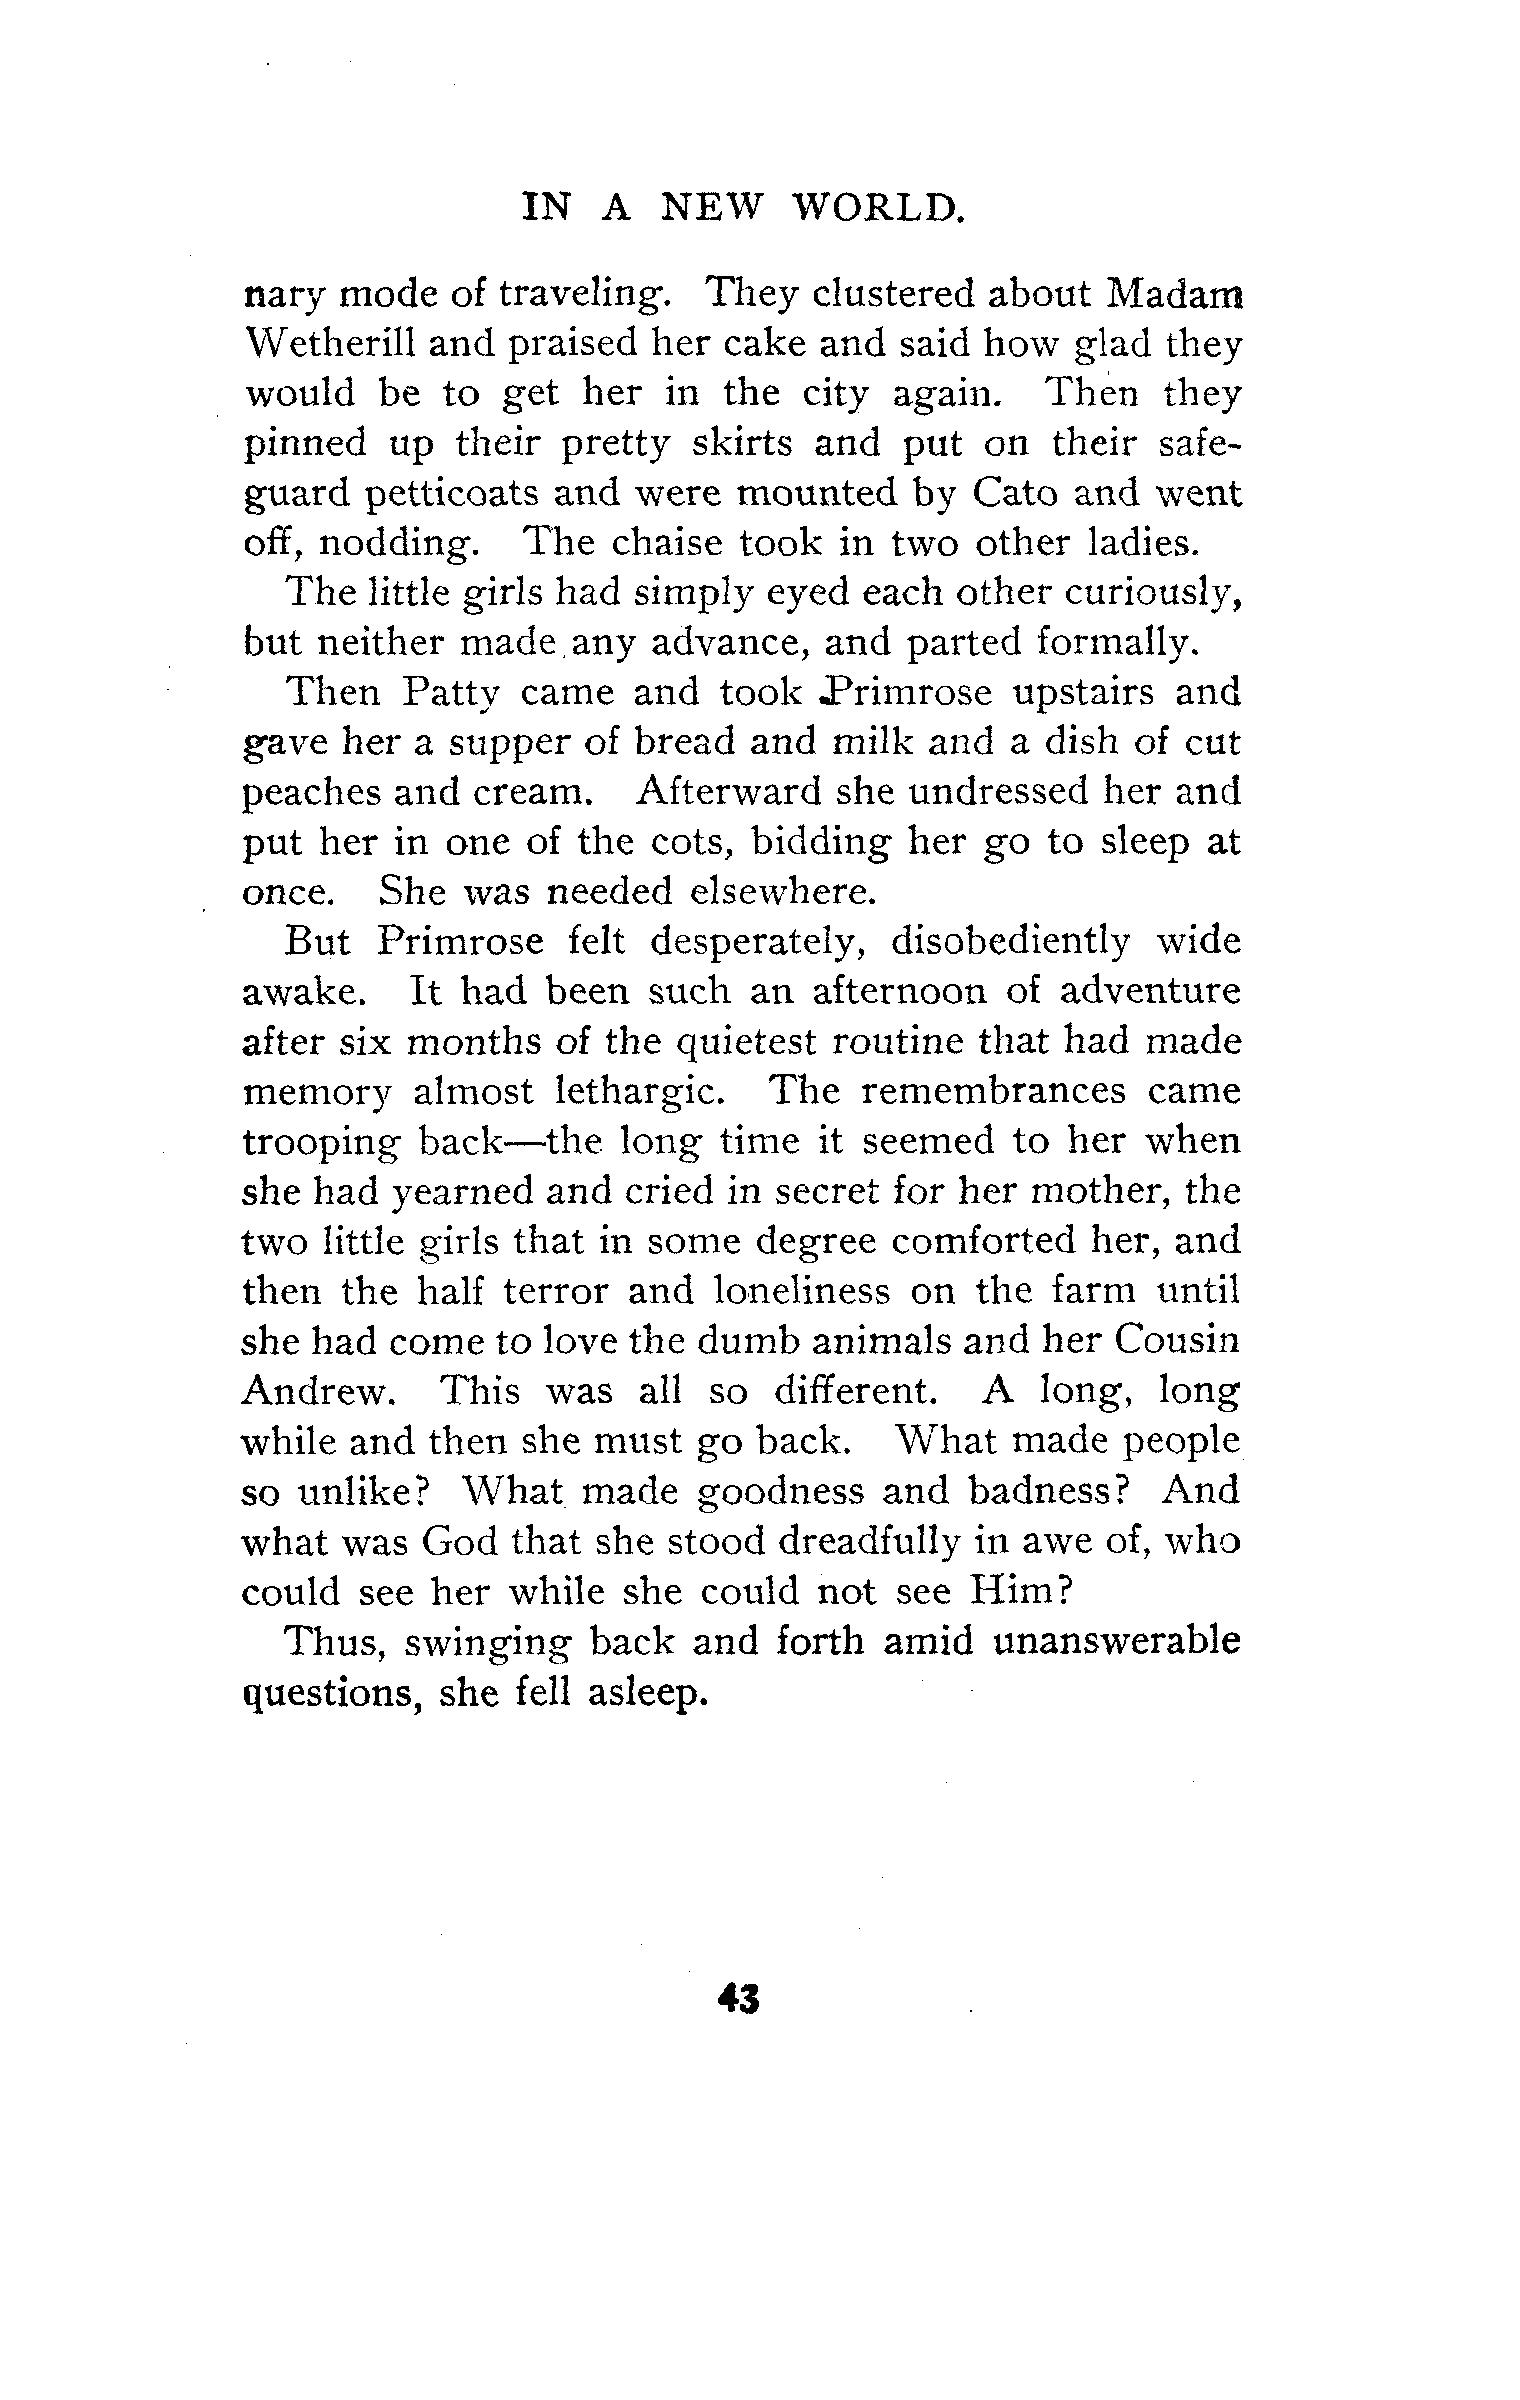 IN A NEW WORLD.
nary mode of traveling. They clustered about Madam
Wetherill and praised her cake and said how glad they
would be to get her in the city again. Then they
pinned up their pretty skirts and put on their safe-
guard petticoats and were mounted by Cato and went
off, nodding. The chaise took in two other ladies.
The little girls had simply eyed each other curiously,
but neither made any advance, and parted formally.
Then Patty came and took Primrose upstairs and
gave her a supper of bread and milk and a dish of cut
peaches and cream. Afterward she undressed her and
put her in one of the cots, bidding her go to sleep at
once. She was needed elsewhere.
But Primrose felt desperately, disobediently wide
awake. It had been such an afternoon of adventure
after six months of the quietest routine that had made
memory almost lethargic. The remembrances came
trooping back—the long time it seemed to her when
she had yearned and cried in secret for her mother, the
two little girls that in some degree comforted her, and
then the half terror and loneliness on the farm until
she had come to love the dumb animals and her Cousin
Andrew. This was all so different. A long, long
while and then she must go back. What made people
so unlike? What made goodness and badness? And
what was God that she stood dreadfully in awe of, who
could see her while she could not see Him?
Thus, swinging back and forth amid unanswerable
questions, she fell asleep.
43